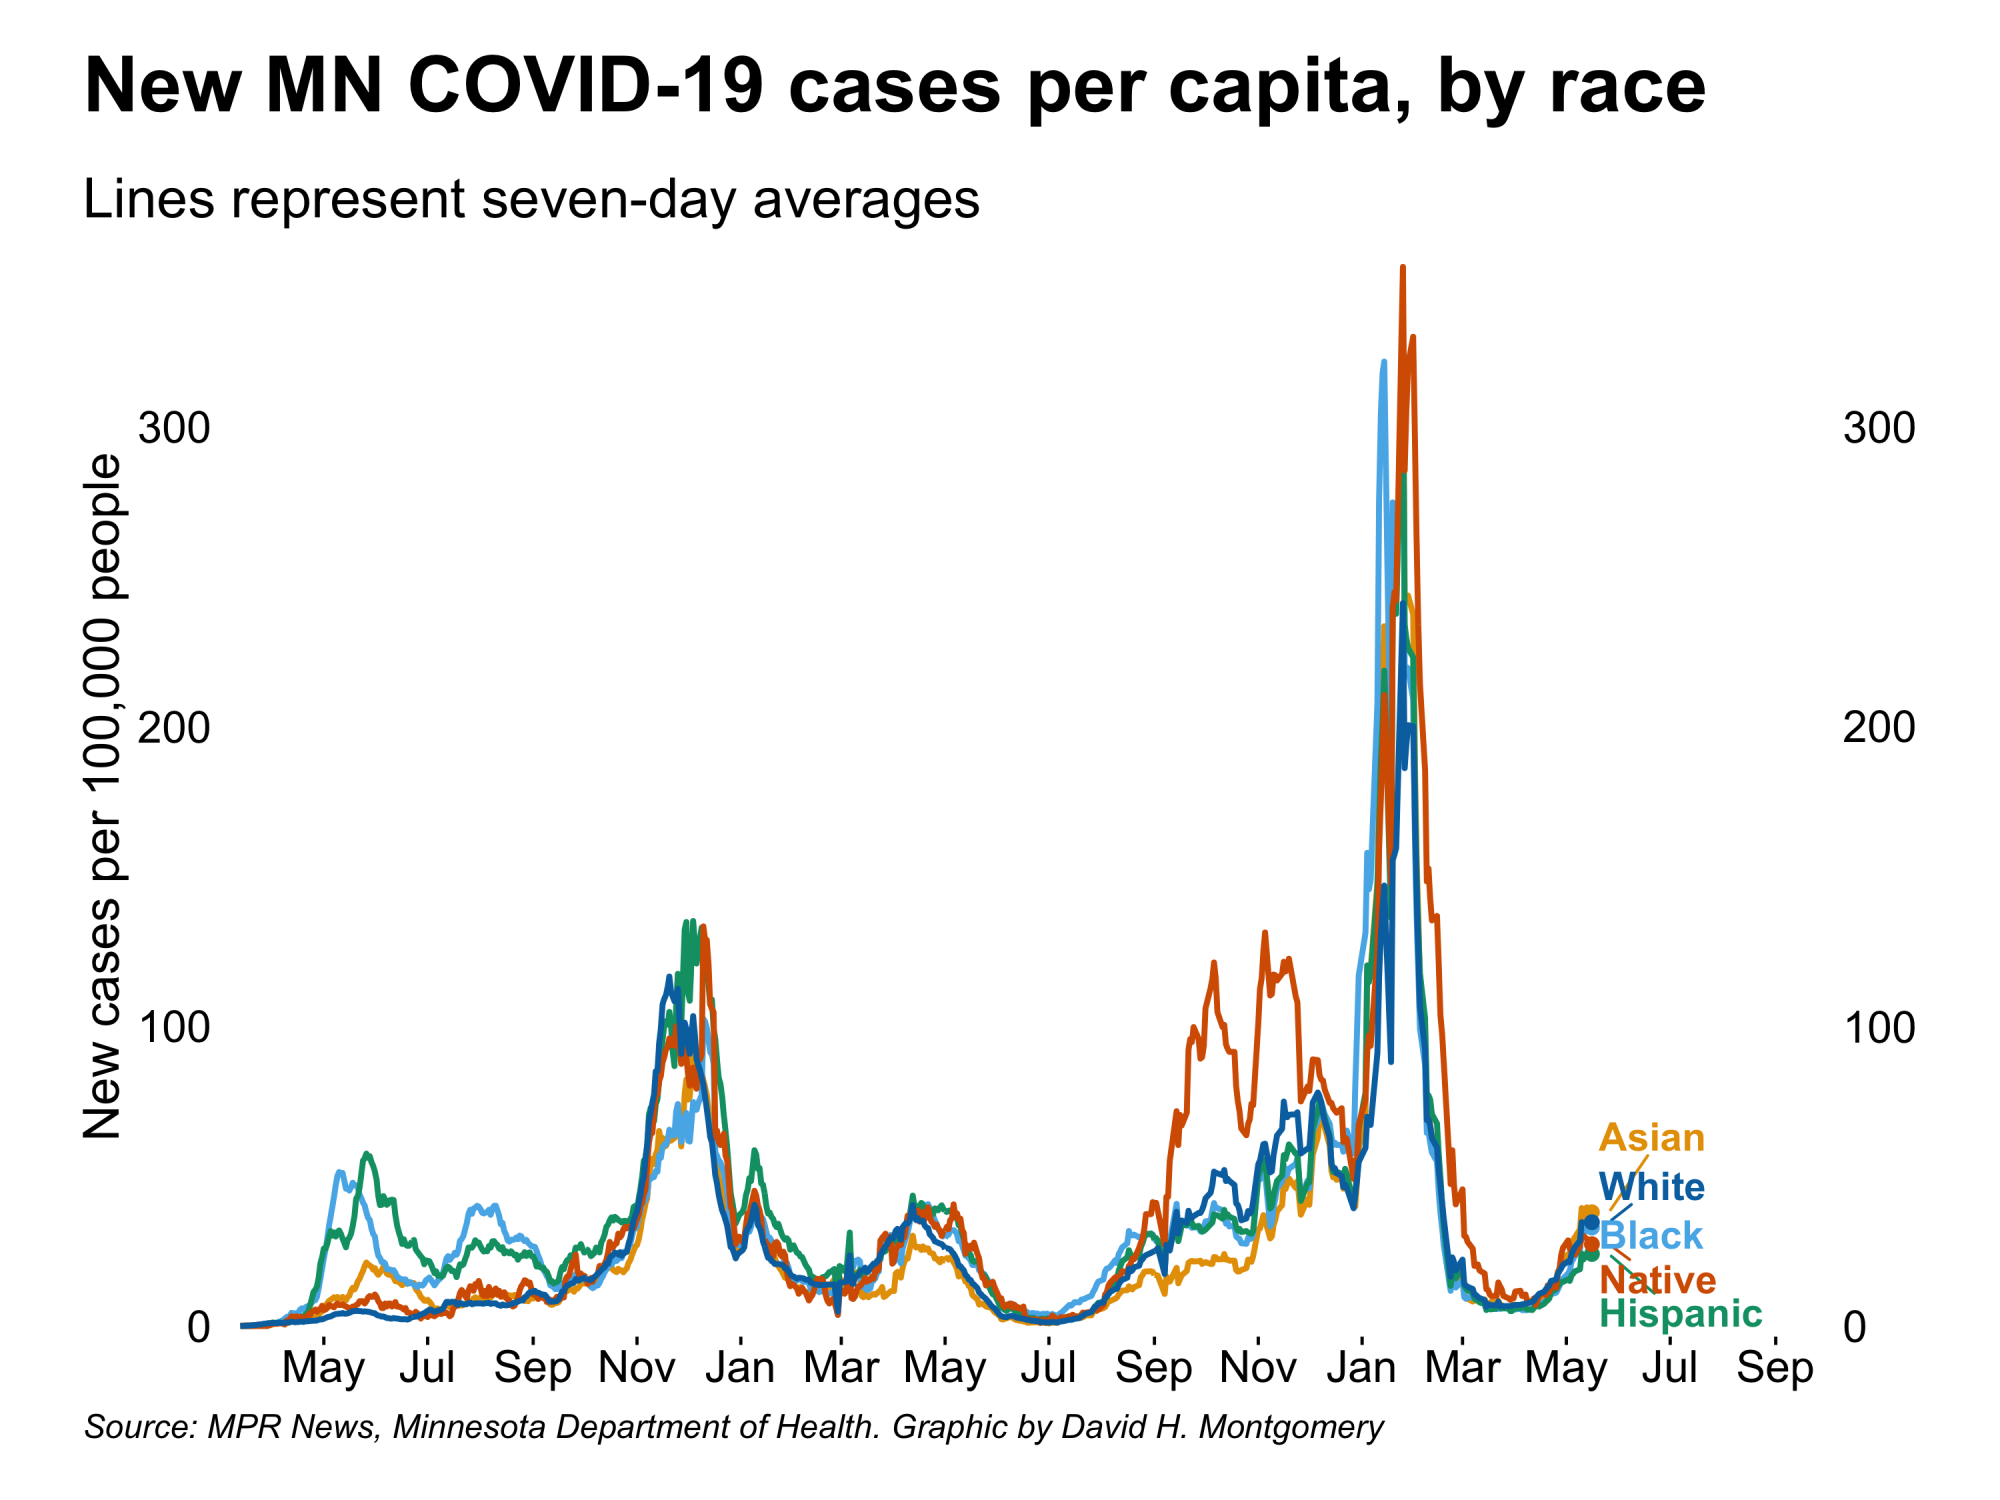 New MN COVID-19 cases per capita, by race
Lines represent seven-day averages
New cases per 100,000 people
300
200
100
0
300
200
100
0
Asian
White
Black
Native
Hispanic
May Jul Sep Nov Jan Mar May Jul Sep Nov Jan Mar May Jul Sep
Source: MPR News, Minnesota Department of Health. Graphic by David H. Montgomery